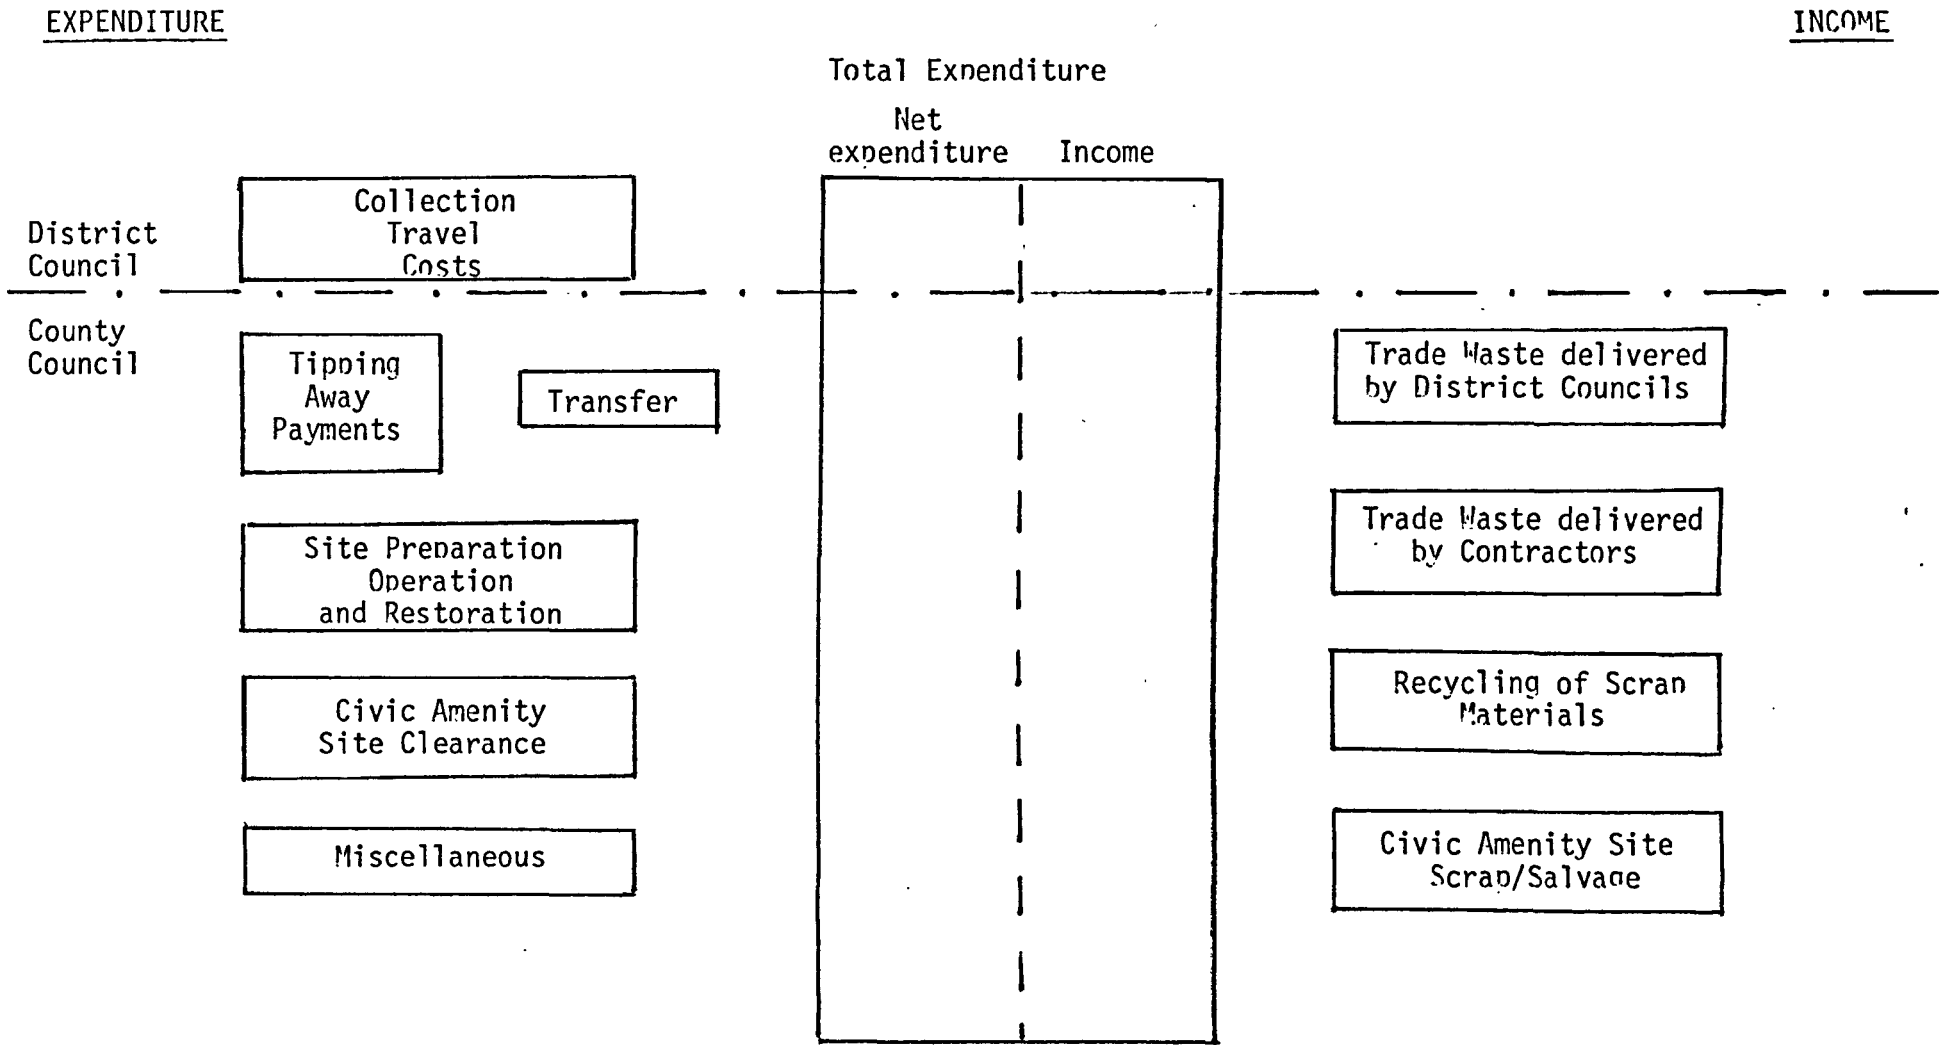 EXPENDITURE
INCOME
Total Expenditure
Net
expenditure
Income
Collection
Travel
Costs
District
Council
County
Council
Tipping
Away
Payments
Transfer
Site Preparation
Operation
and Restoration
Civic Amenity
Site Clearance
Miscellaneous
Trade Waste delivered
by District Councils
Trade Waste delivered
by Contractors
Recycling of Scrap
Materials
Civic Amenity Site
Scrap/Salvage